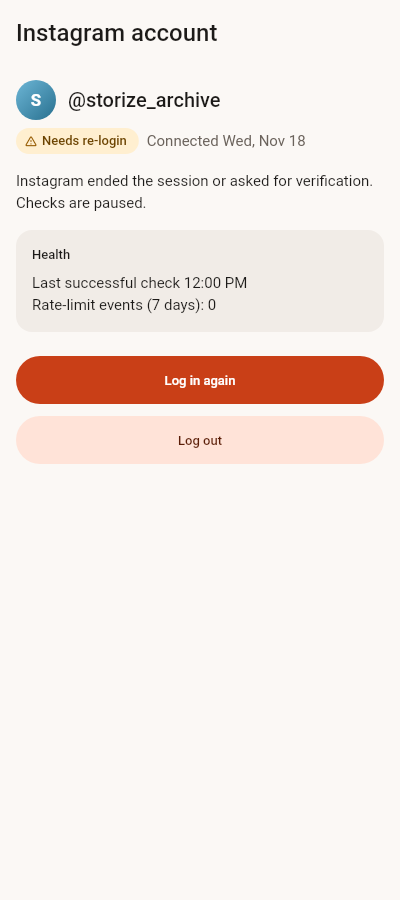 Instagram account
S
@storize_archive
Needs re-login
Connected Wed, Nov 18
Instagram ended the session or asked for verification.
Checks are paused.
Health
Last successful check 12:00 PM
Rate-limit events (7 days): 0
Log in again
Log out